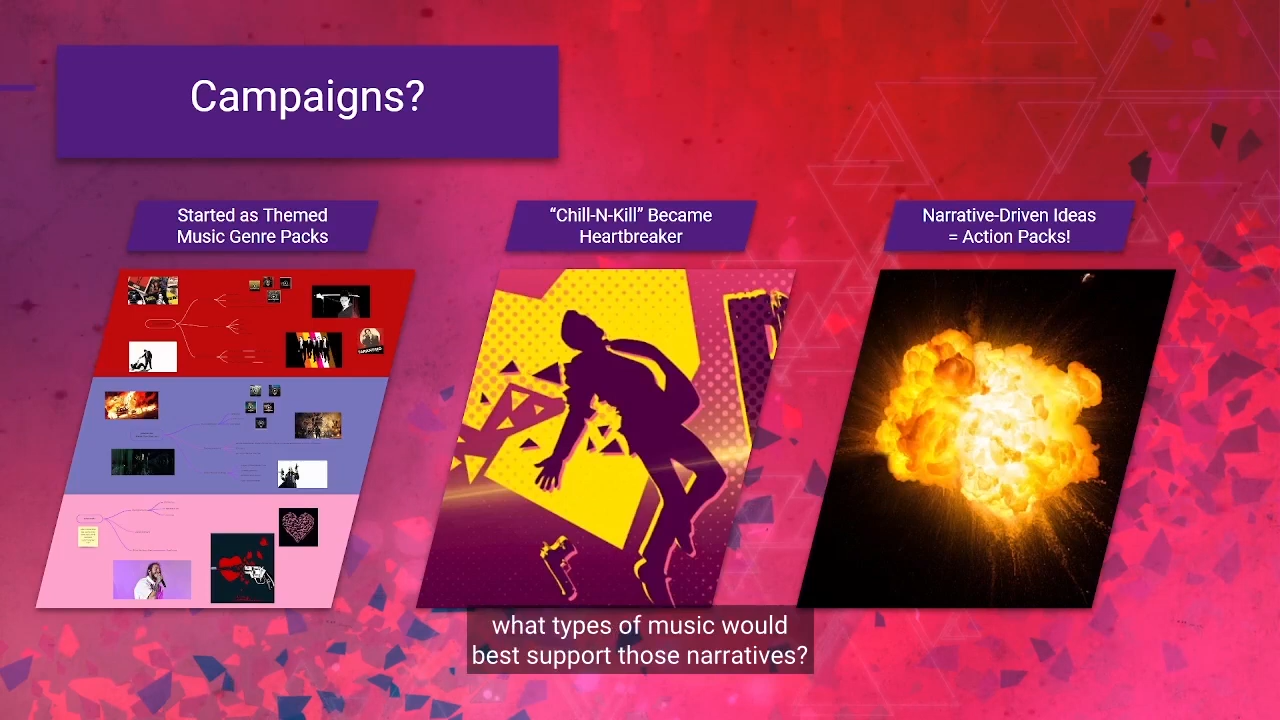 Campaigns?
Started as Themed
Music Genre Packs
“Chill-N-Kill” Became
Heartbreaker
Narrative-Driven Ideas
= Action Packs!
what types of music would
best support those narratives?